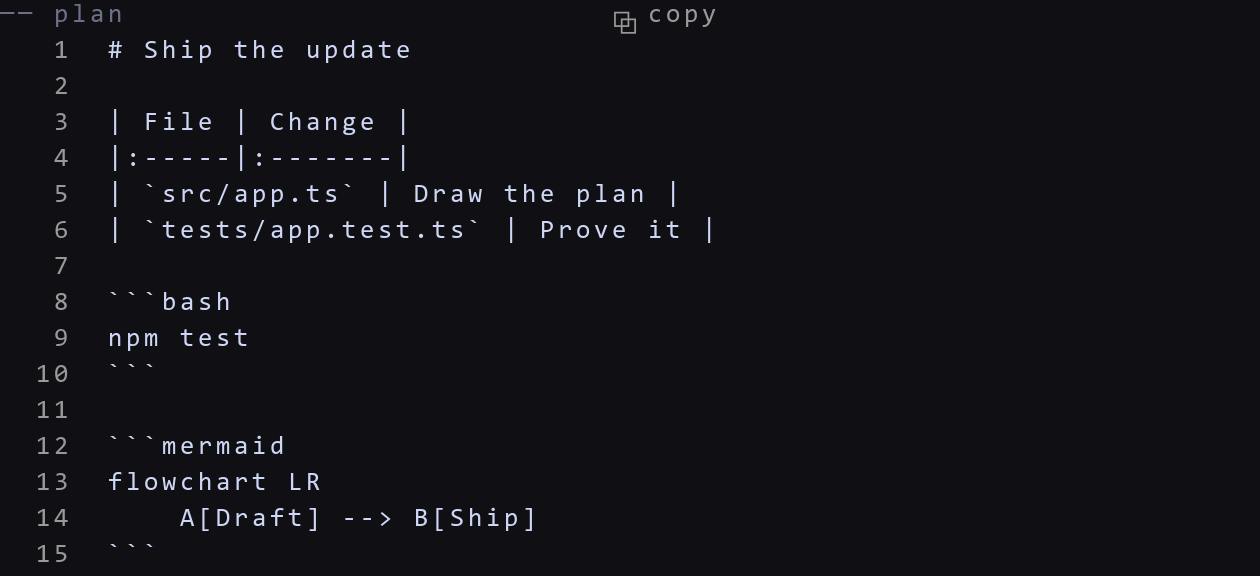 —— plan copy
1 # Ship the update
2
3 | File | Change |
4 |:-----|:-------|
5 | `src/app.ts` | Draw the plan |
6 | `tests/app.test.ts` | Prove it |
7
8 ```bash
9 npm test
10 ```
11
12 ```mermaid
13 flowchart LR
14     A[Draft] --> B[Ship]
15 ```